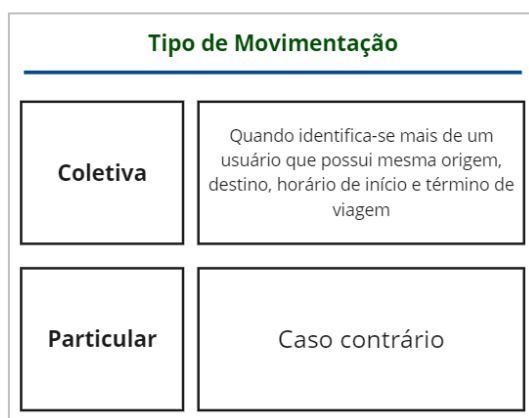 Tipo de Movimentação
Coletiva
Quando identifica-se mais de um
usuário que possui mesma origem,
destino, horário de início e término de
viagem
Particular
Caso contrário